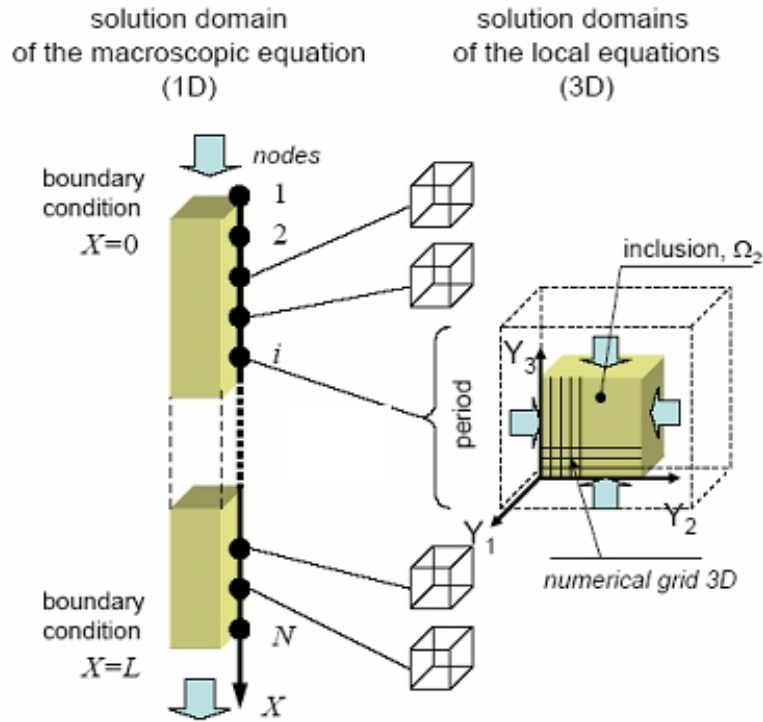 solution domain
of the macroscopic equation
(1D)
solution domains
of the local equations
(3D)
nodes
boundary
condition
X=0
1
2
i
inclusion, Ω₂
Y₃
period
Y₁
Y₂
numerical grid 3D
boundary
condition
X=L
N
X